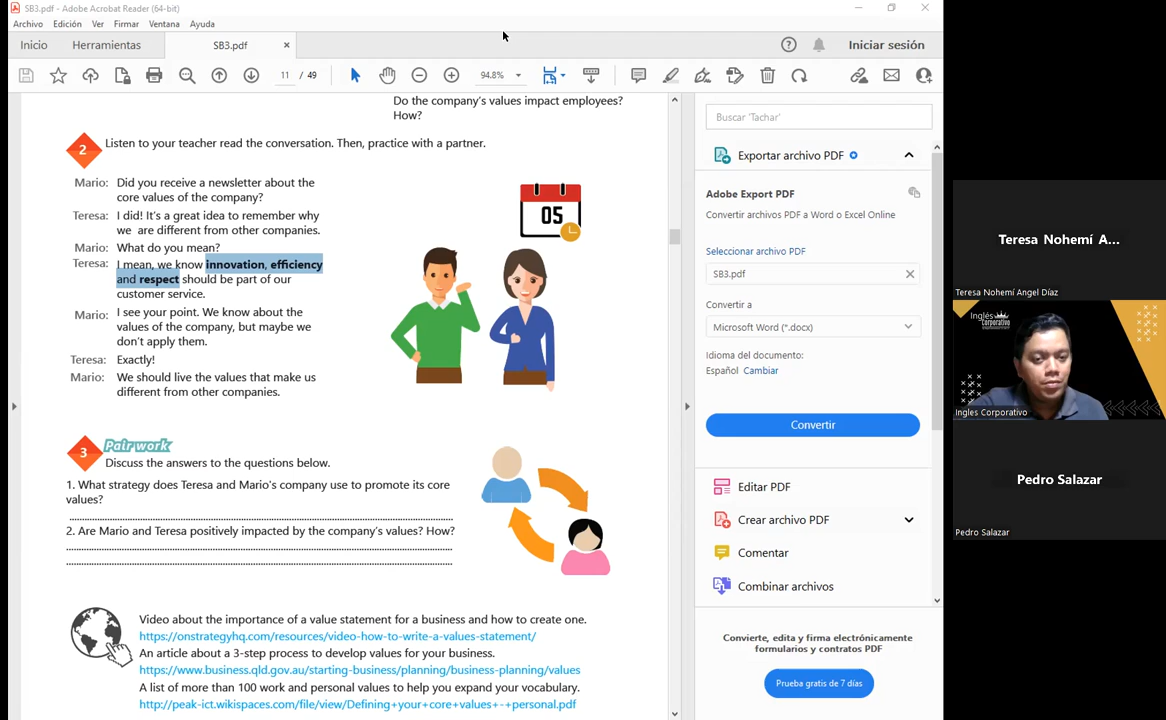 SB3.pdf - Adobe Acrobat Reader (64-bit)
Archivo Edición Ver Firmar Ventana Ayuda
Inicio Herramientas SB3.pdf × Iniciar sesión
11 / 49 94.8%
Do the company's values impact employees?
How?
2 Listen to your teacher read the conversation. Then, practice with a partner.
Mario: Did you receive a newsletter about the
core values of the company?
Teresa: I did! It's a great idea to remember why
we are different from other companies.
Mario: What do you mean?
Teresa: I mean, we know innovation, efficiency
and respect should be part of our
customer service.
Mario: I see your point. We know about the
values of the company, but maybe we
don't apply them.
Teresa: Exactly!
Mario: We should live the values that make us
different from other companies.
05
3 Pair work
Discuss the answers to the questions below.
1. What strategy does Teresa and Mario's company use to promote its core
values?
2. Are Mario and Teresa positively impacted by the company's values? How?
Video about the importance of a value statement for a business and how to create one.
https://onstrategyhq.com/resources/video-how-to-write-a-values-statement/
An article about a 3-step process to develop values for your business.
https://www.business.qld.gov.au/starting-business/planning/business-planning/values
A list of more than 100 work and personal values to help you expand your vocabulary.
http://peak-ict.wikispaces.com/file/view/Defining+your+core+values+-+personal.pdf
Buscar 'Tachar'
Exportar archivo PDF
Adobe Export PDF
Convertir archivos PDF a Word o Excel Online
Seleccionar archivo PDF
SB3.pdf
Convertir a
Microsoft Word (*.docx)
Idioma del documento:
Español Cambiar
Convertir
Editar PDF
Crear archivo PDF
Comentar
Combinar archivos
Convierte, edita y firma electrónicamente
formularios y contratos PDF
Prueba gratis de 7 días
Teresa Nohemí A...
Teresa Nohemí Angel Díaz
Inglés
Corporativo
Ingles Corporativo
Pedro Salazar
Pedro Salazar